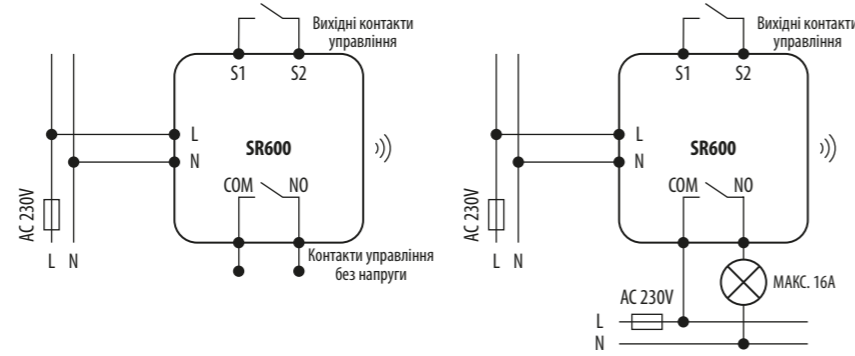 Вихідні контакти
управління
S1 S2
L
SR600
N
COM NO
AC 230V
L N
Контакти управління
без напруги
Вихідні контакти
управління
S1 S2
L
SR600
N
COM NO
AC 230V
L N
МАКС. 16А
AC 230V
L
N